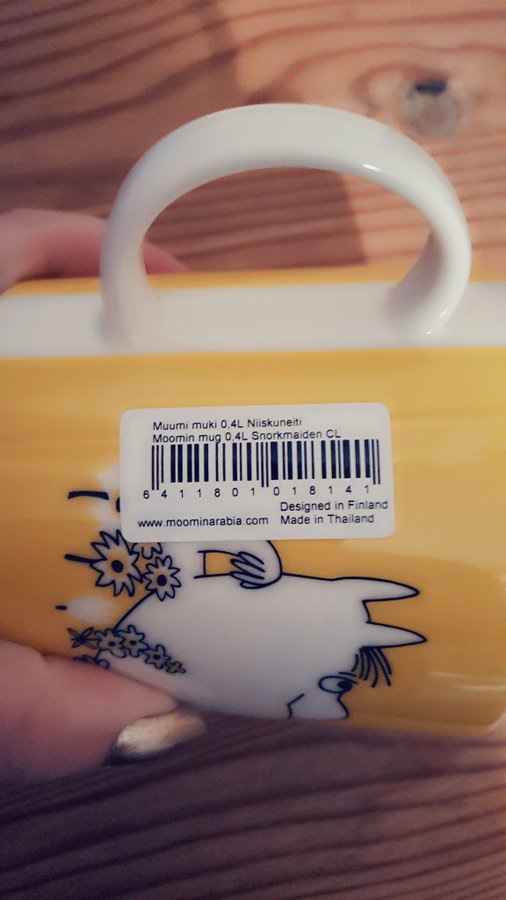 Muumi muki 0,4L Niiskuneiti
Moomin mug 0,4L Snorkmaiden CL
6 411801 018141
Designed in Finland
www.moominarabia.com Made in Thailand